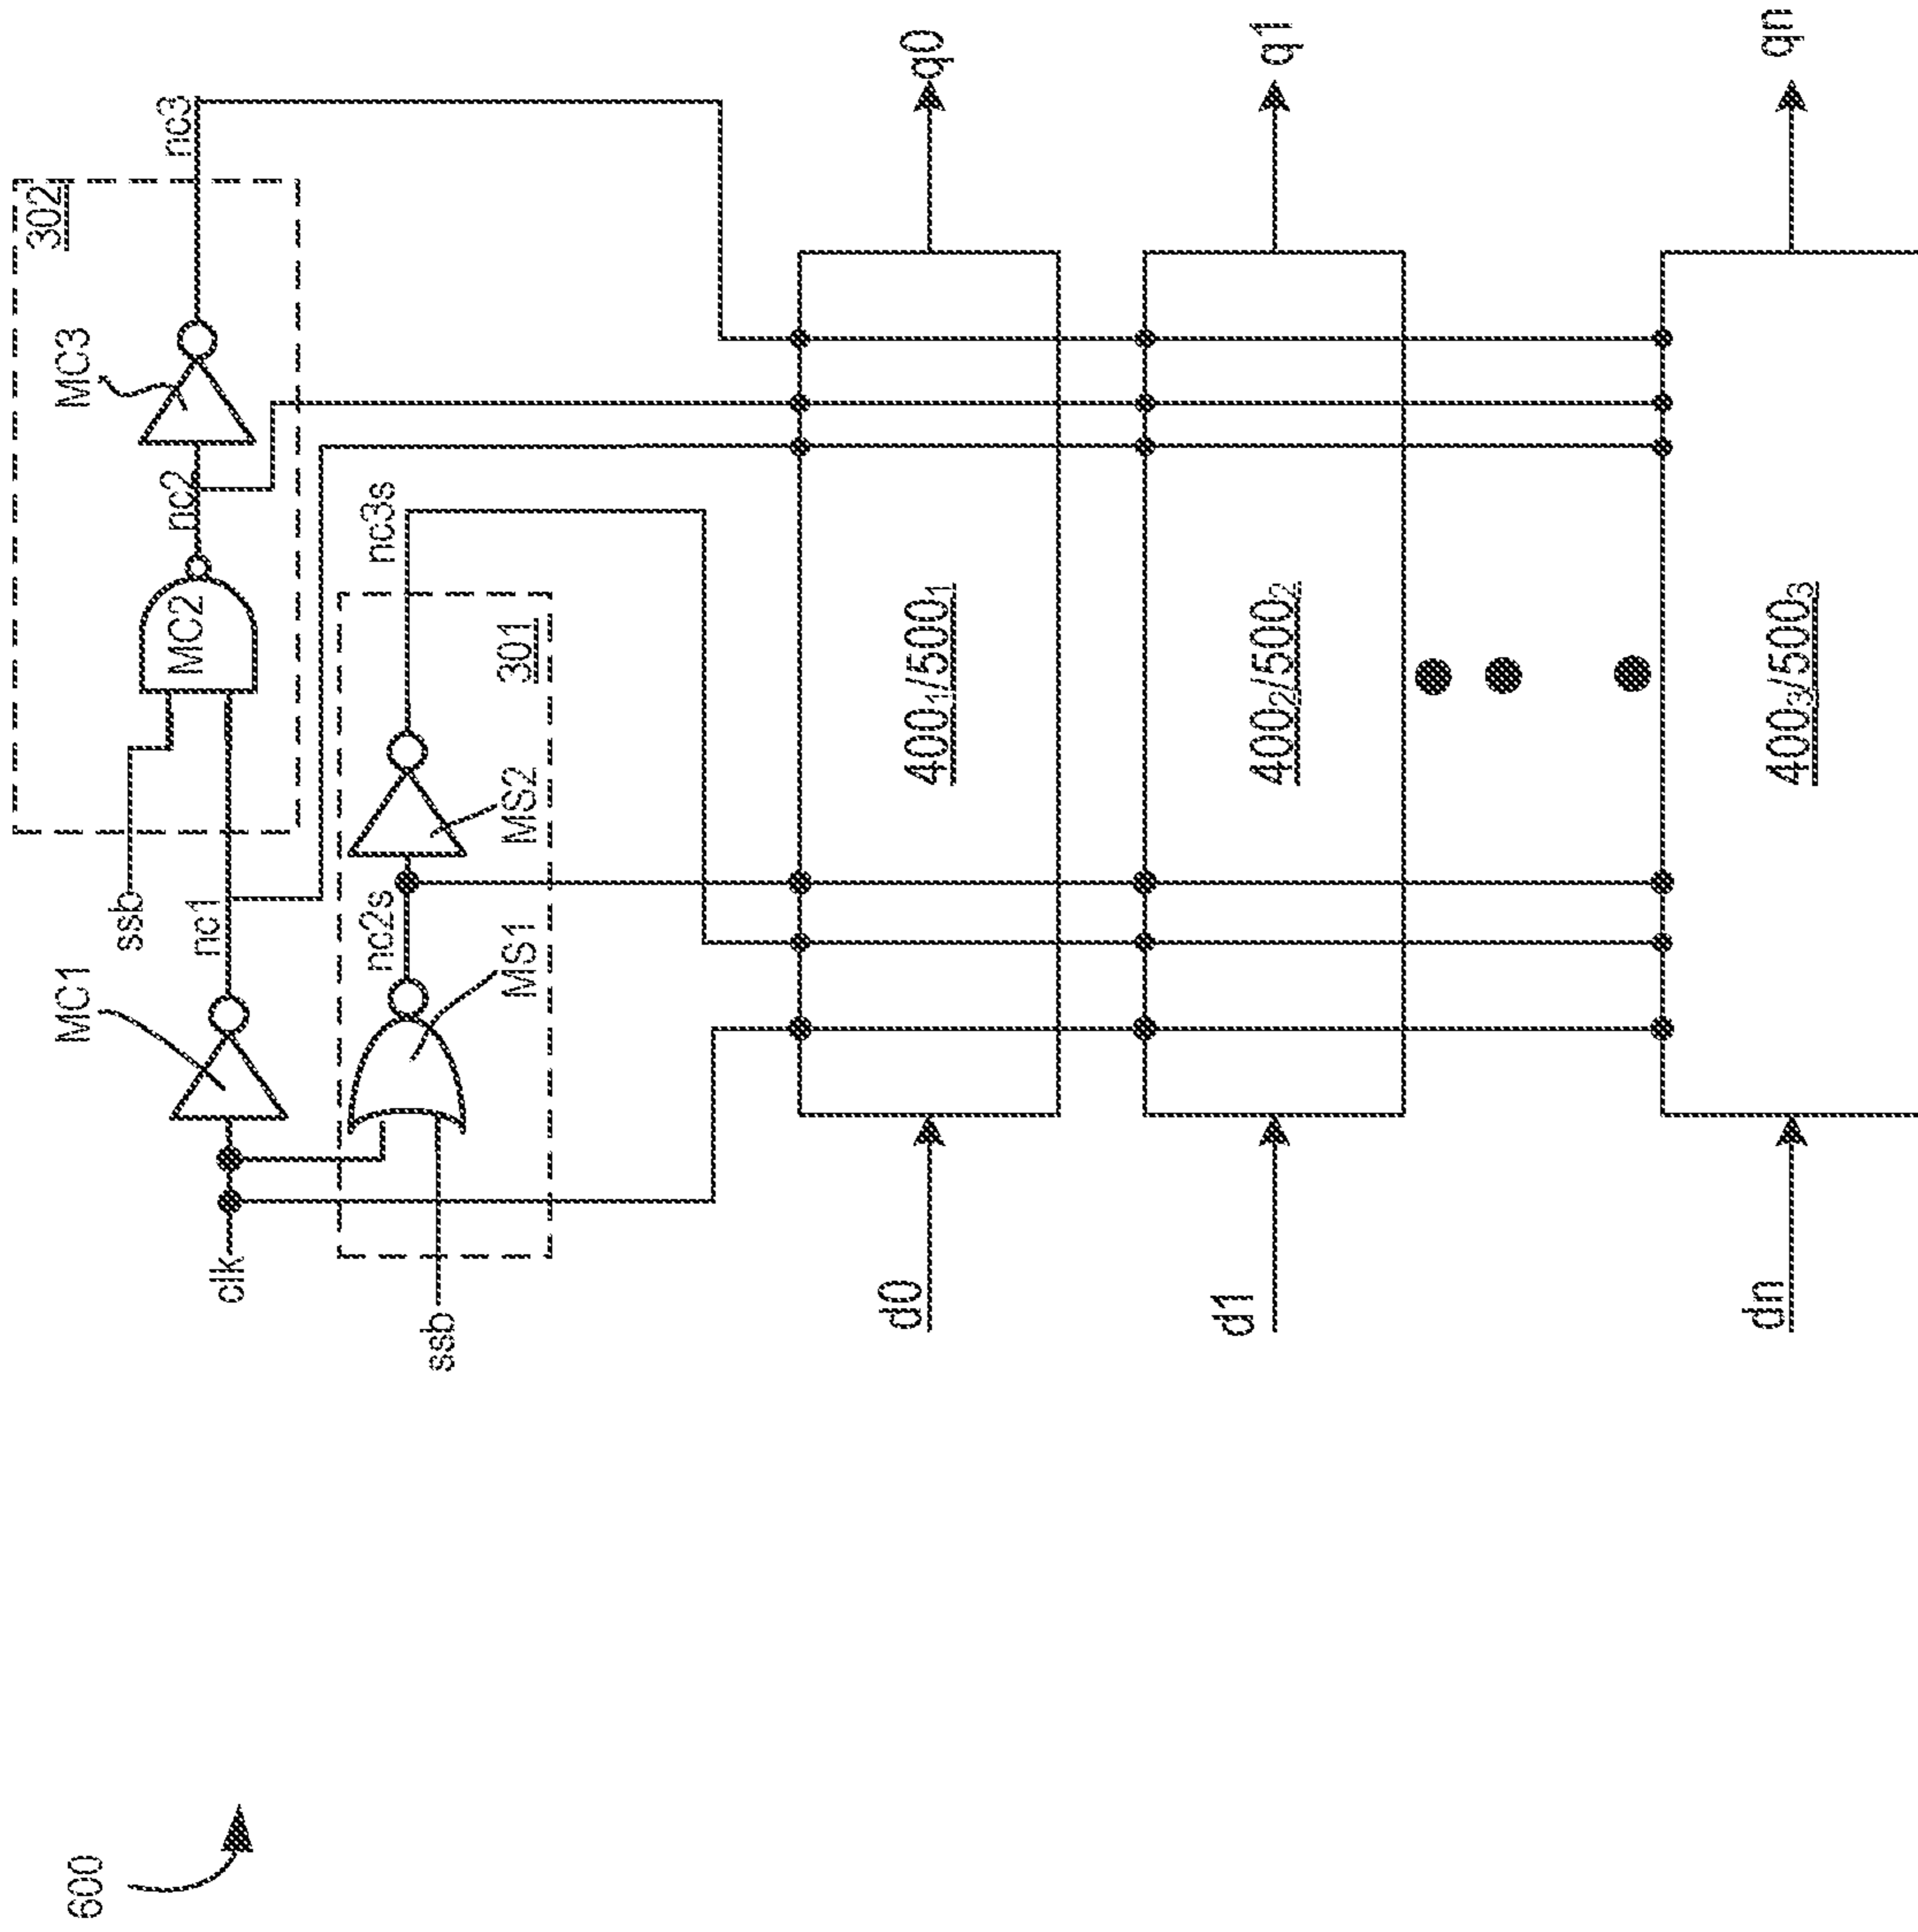 600
302
MC3
nc3
MC2
nc2
ssb
nc1
MC1
clk
nc3s
301
MS2
nc2s
MS1
ssb
d0
400₁/500₁
q0
d1
400₂/500₂
q1
dn
400₃/500₃
qn